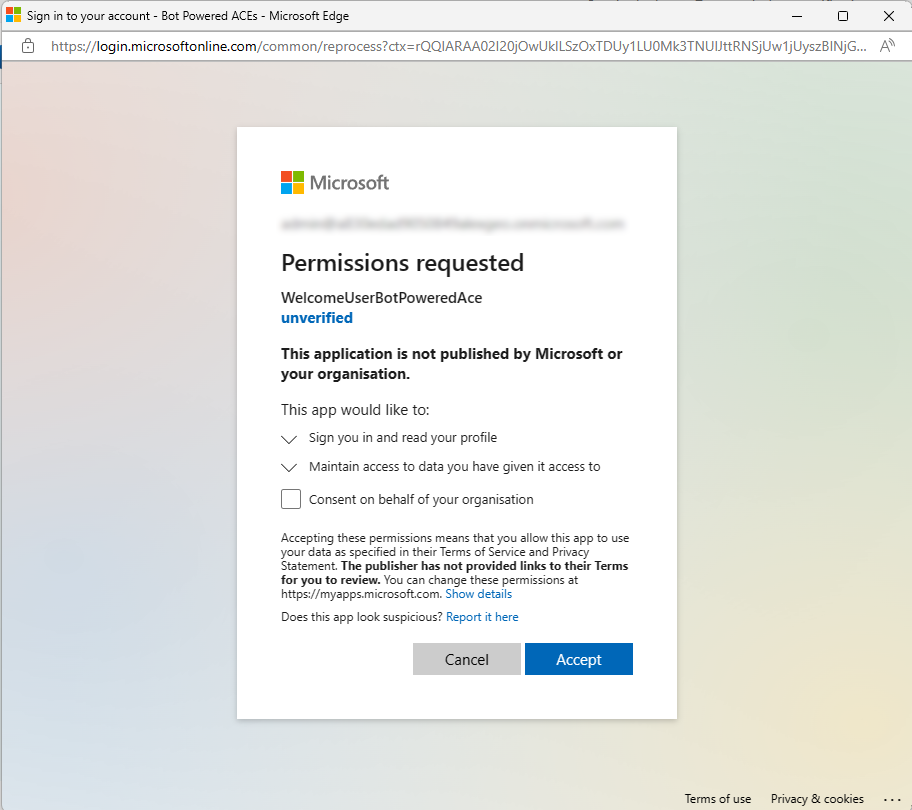 Sign in to your account - Bot Powered ACEs - Microsoft Edge
https://login.microsoftonline.com/common/reprocess?ctx=rQQIARAA02I20jOwUklLSzOxTDUy1LU0Mk3TNUlJttRNSjUw1jUyszBINjG...
Microsoft
Permissions requested
WelcomeUserBotPoweredAce
unverified
This application is not published by Microsoft or
your organisation.
This app would like to:
Sign you in and read your profile
Maintain access to data you have given it access to
Consent on behalf of your organisation
Accepting these permissions means that you allow this app to use
your data as specified in their Terms of Service and Privacy
Statement. The publisher has not provided links to their Terms
for you to review. You can change these permissions at
https://myapps.microsoft.com. Show details
Does this app look suspicious? Report it here
Cancel
Accept
Terms of use Privacy & cookies ...